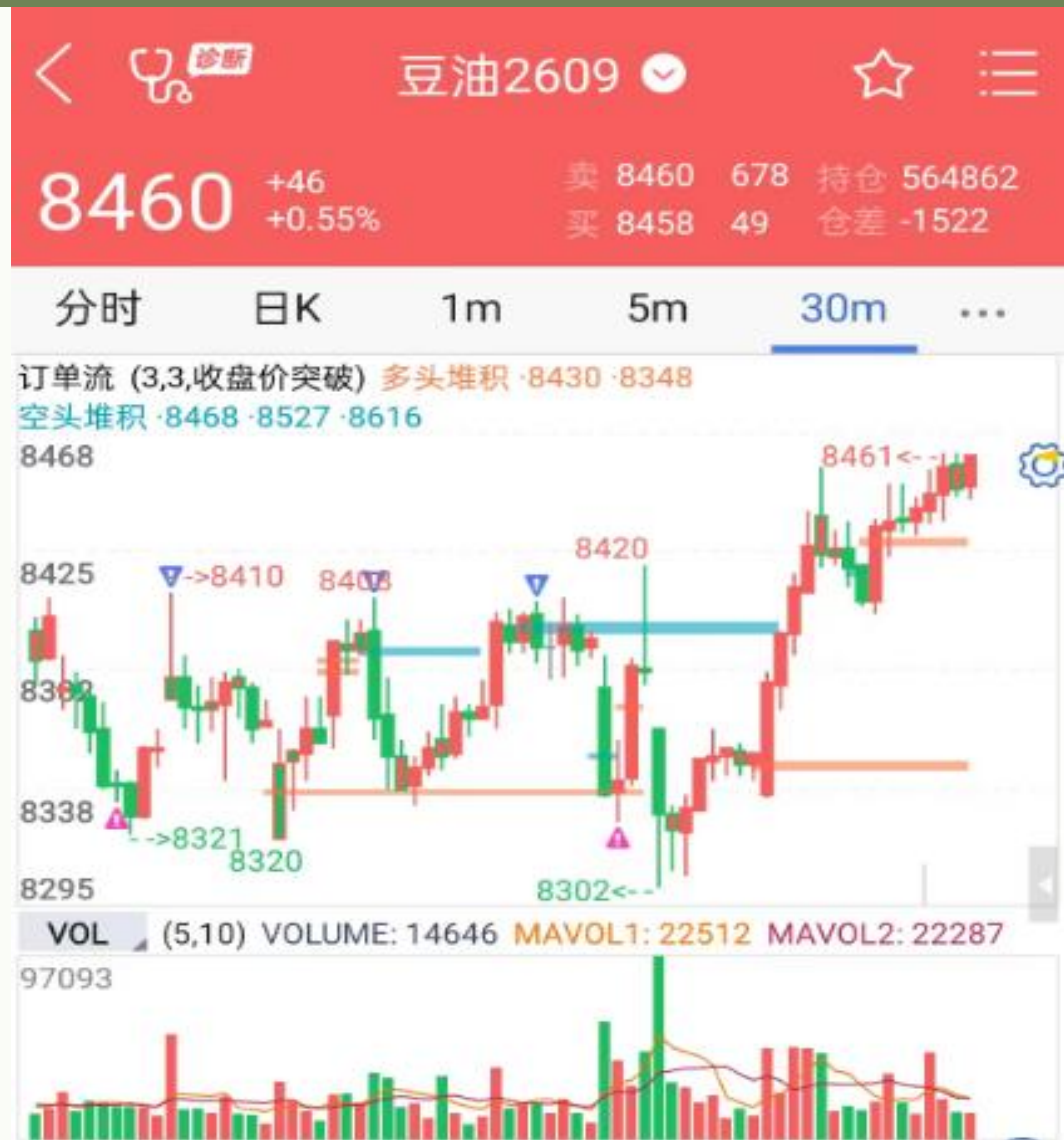 诊断
豆油2609
8460 +46 卖 8460 678 持仓 564862
+0.55% 买 8458 49 仓差 -1522
分时 日K 1m 5m 30m ...
订单流 (3,3,收盘价突破) 多头堆积 ·8430 ·8348
空头堆积 ·8468 ·8527 ·8616
8468
8461<--
8420
8425
->8410
8382
8338
-->8321
8320
8295
8302<--
VOL (5,10) VOLUME: 14646 MAVOL1: 22512 MAVOL2: 22287
97093